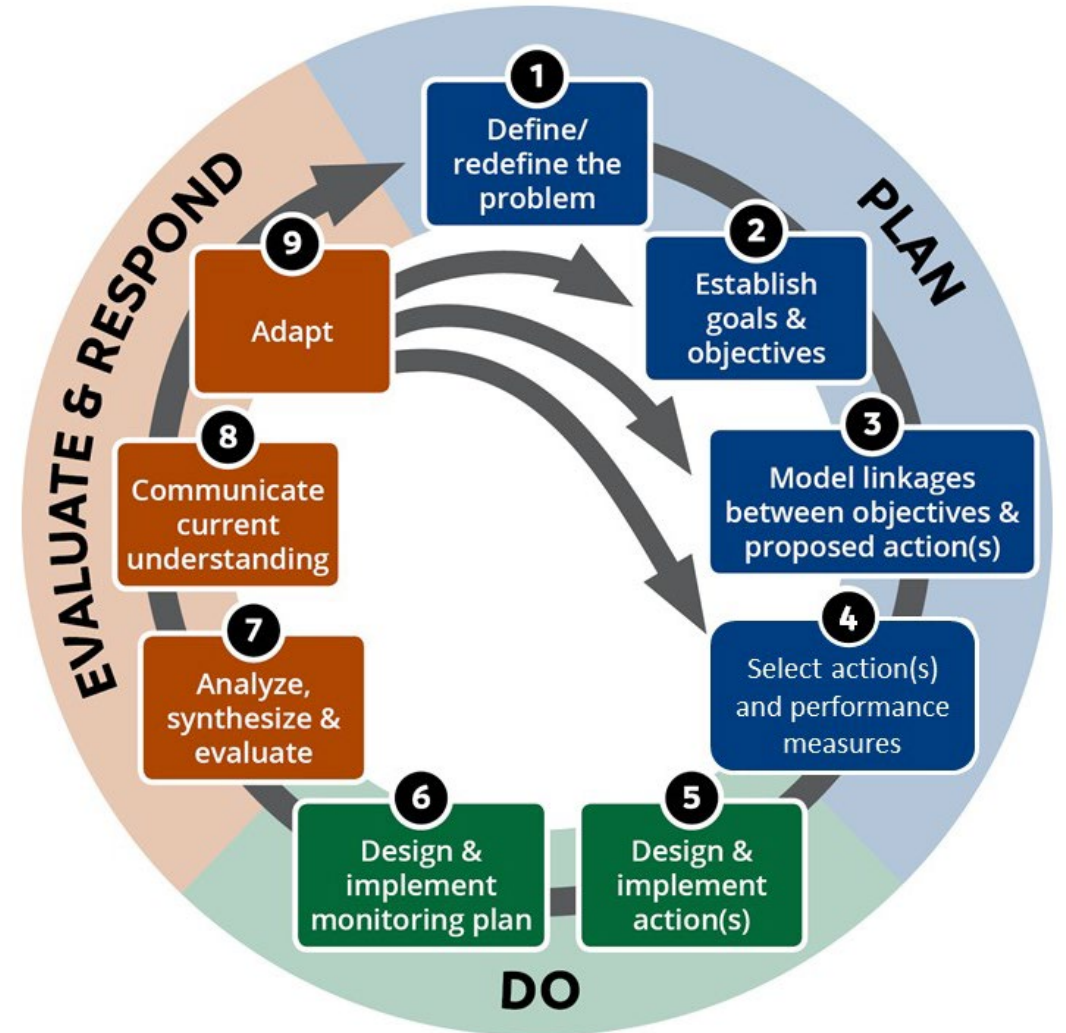 PLAN
1
Define/
redefine the
problem
2
Establish
goals &
objectives
3
Model linkages
between objectives &
proposed action(s)
4
Select action(s)
and performance
measures
DO
5
Design &
implement
action(s)
6
Design &
implement
monitoring plan
EVALUATE & RESPOND
7
Analyze,
synthesize &
evaluate
8
Communicate
current
understanding
9
Adapt